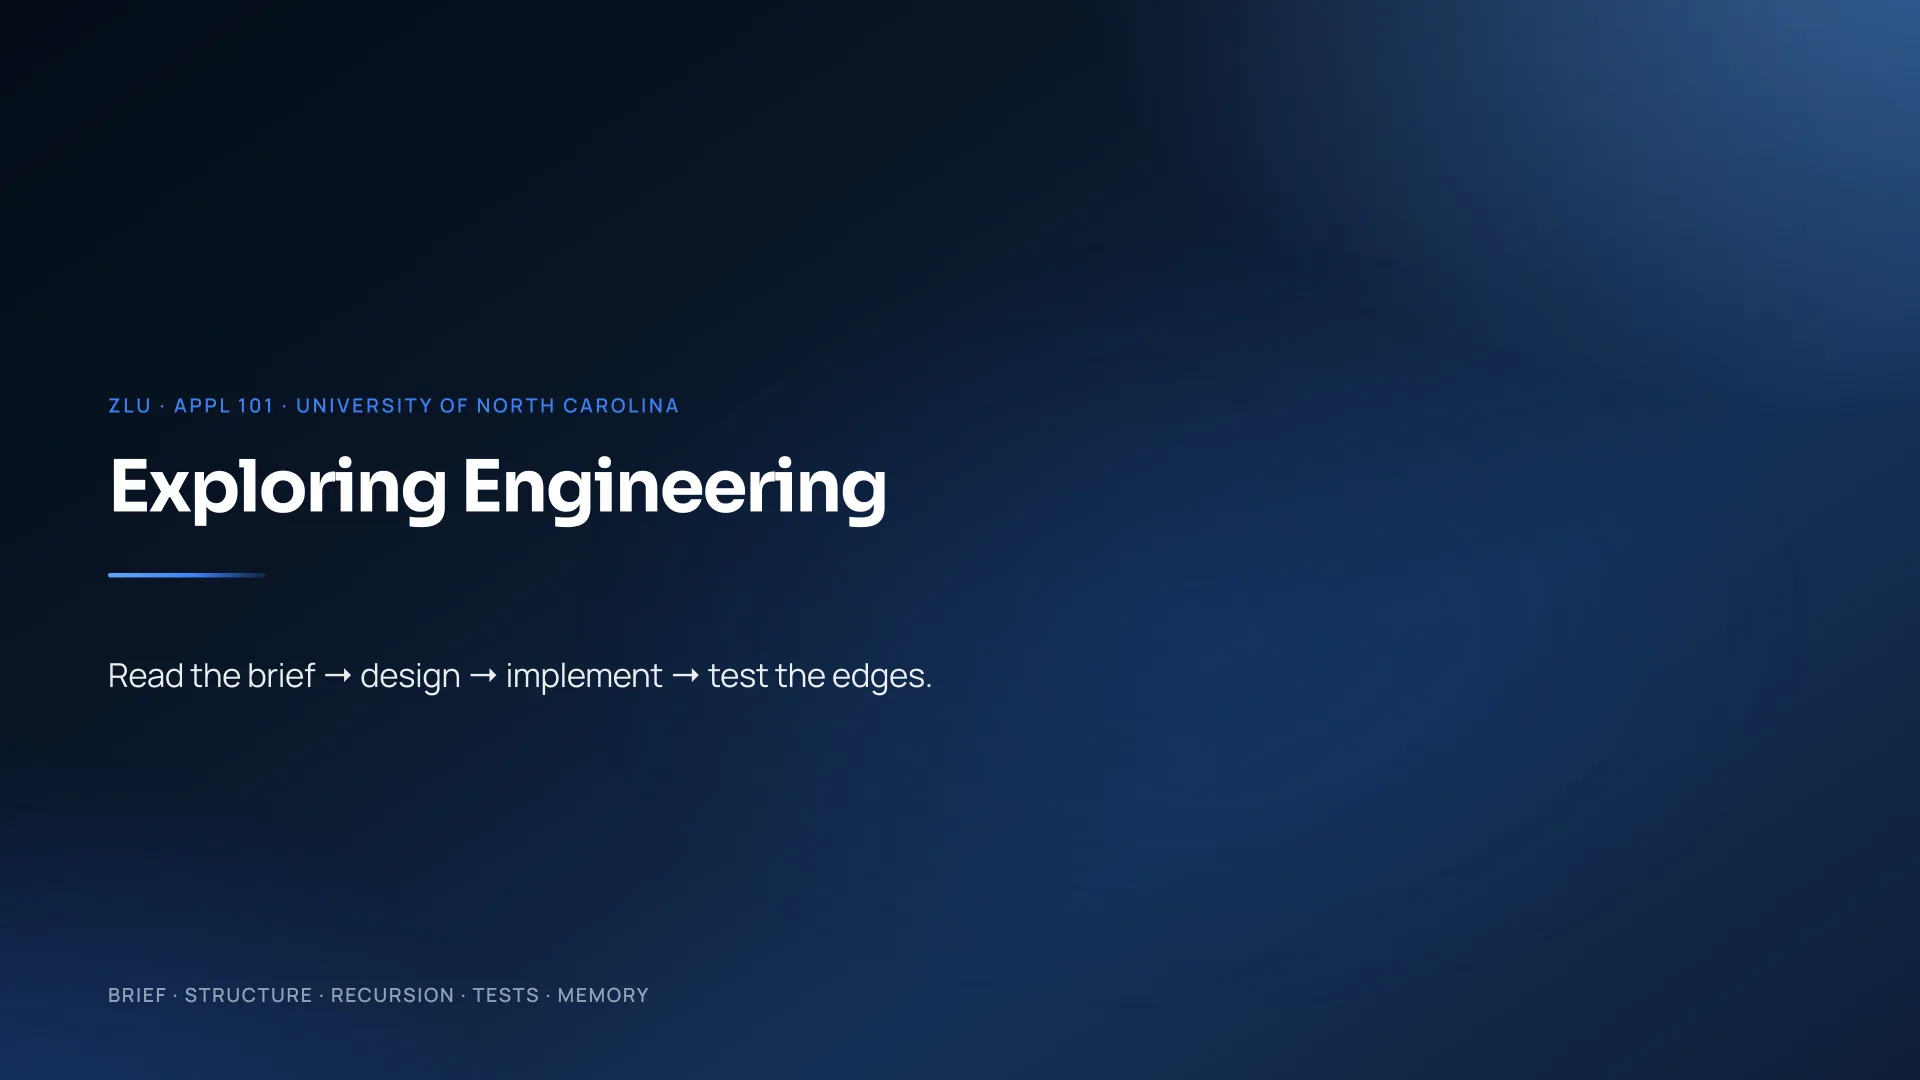 ZLU · APPL 101 · UNIVERSITY OF NORTH CAROLINA
Exploring Engineering
Read the brief → design → implement → test the edges.
BRIEF · STRUCTURE · RECURSION · TESTS · MEMORY